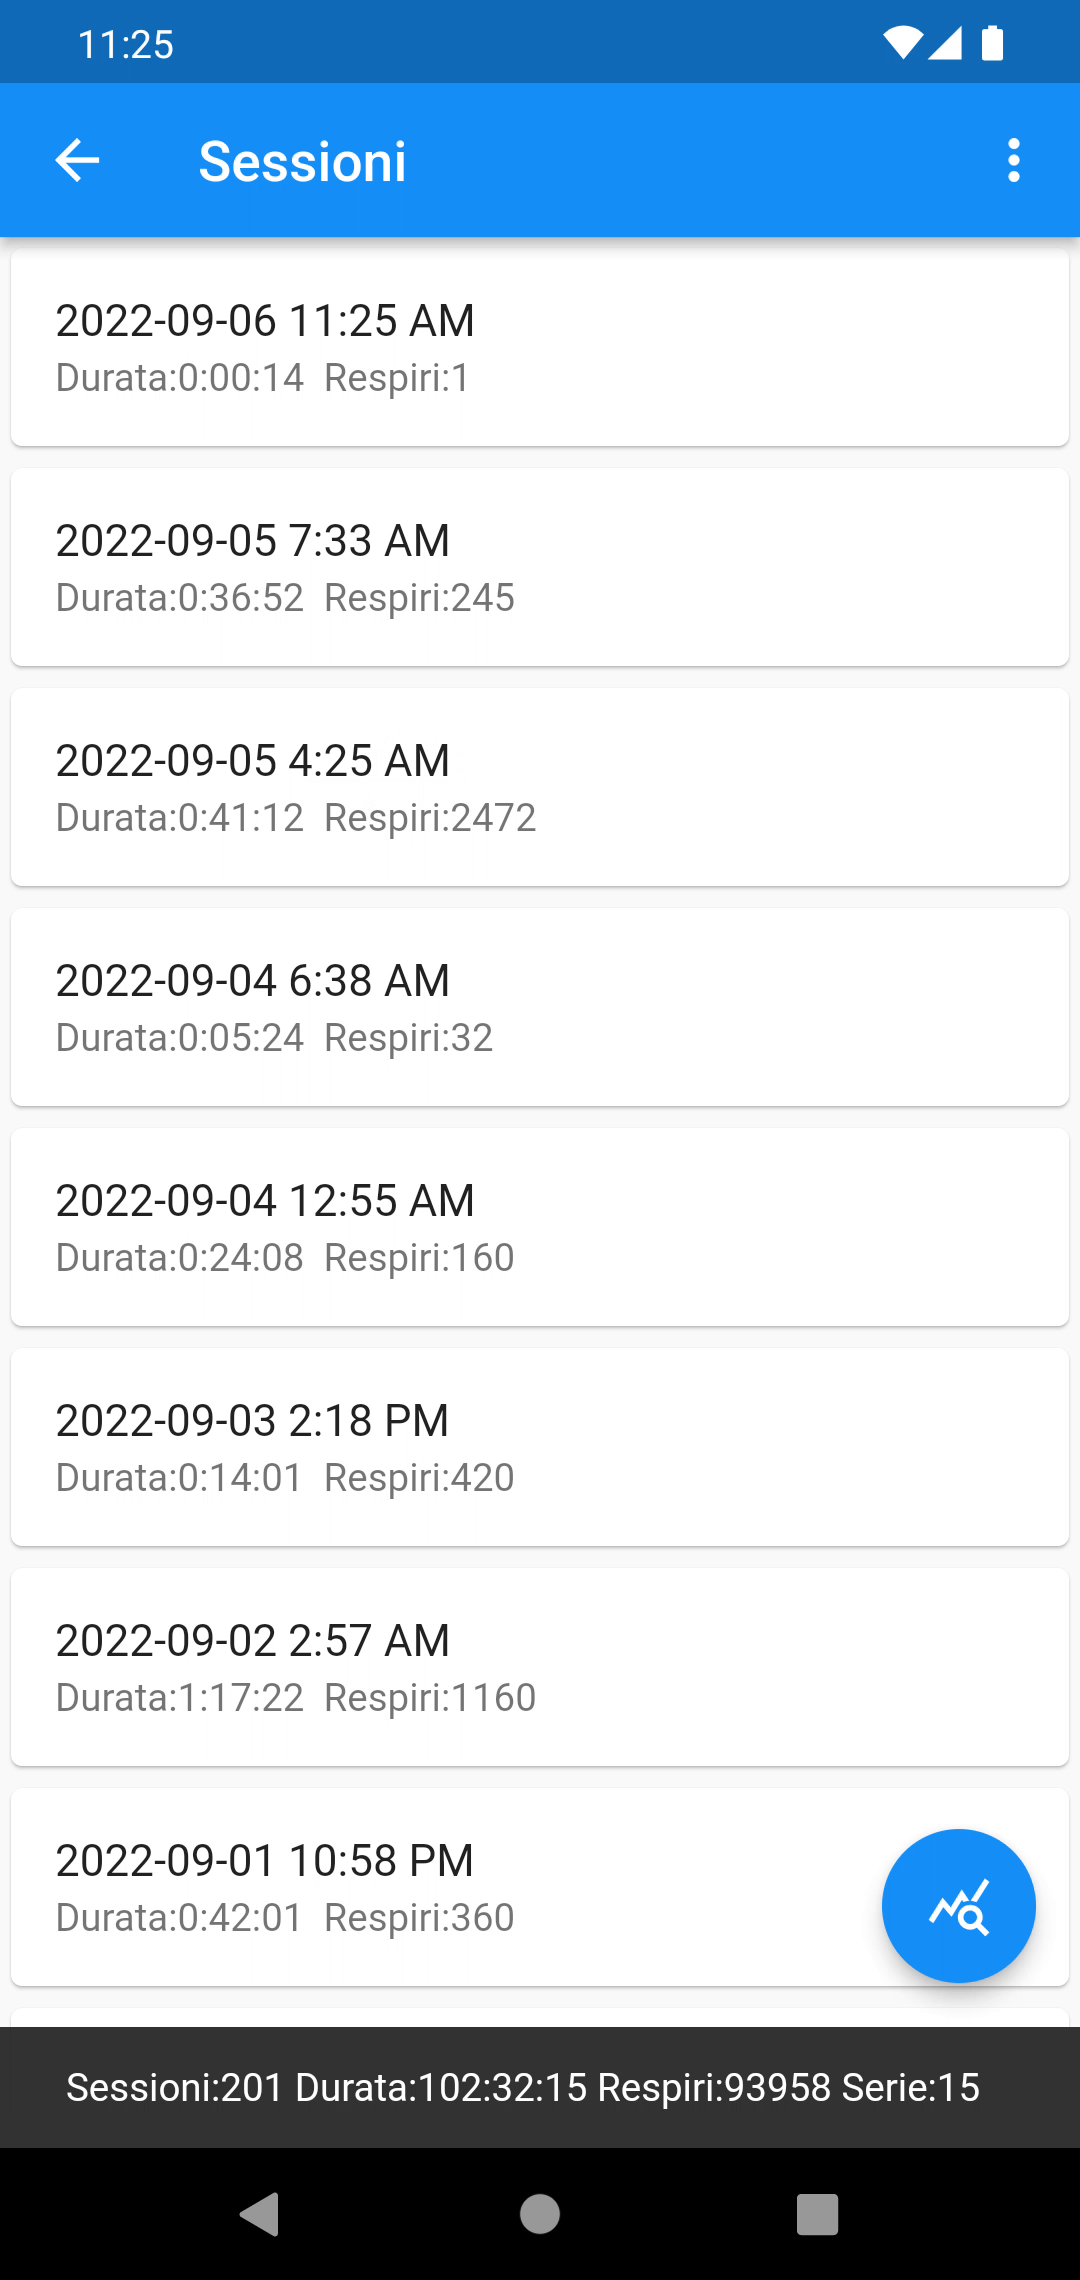 11:25
Sessioni
2022-09-06 11:25 AM
Durata:0:00:14  Respiri:1
2022-09-05 7:33 AM
Durata:0:36:52  Respiri:245
2022-09-05 4:25 AM
Durata:0:41:12  Respiri:2472
2022-09-04 6:38 AM
Durata:0:05:24  Respiri:32
2022-09-04 12:55 AM
Durata:0:24:08  Respiri:160
2022-09-03 2:18 PM
Durata:0:14:01  Respiri:420
2022-09-02 2:57 AM
Durata:1:17:22  Respiri:1160
2022-09-01 10:58 PM
Durata:0:42:01  Respiri:360
Sessioni:201 Durata:102:32:15 Respiri:93958 Serie:15